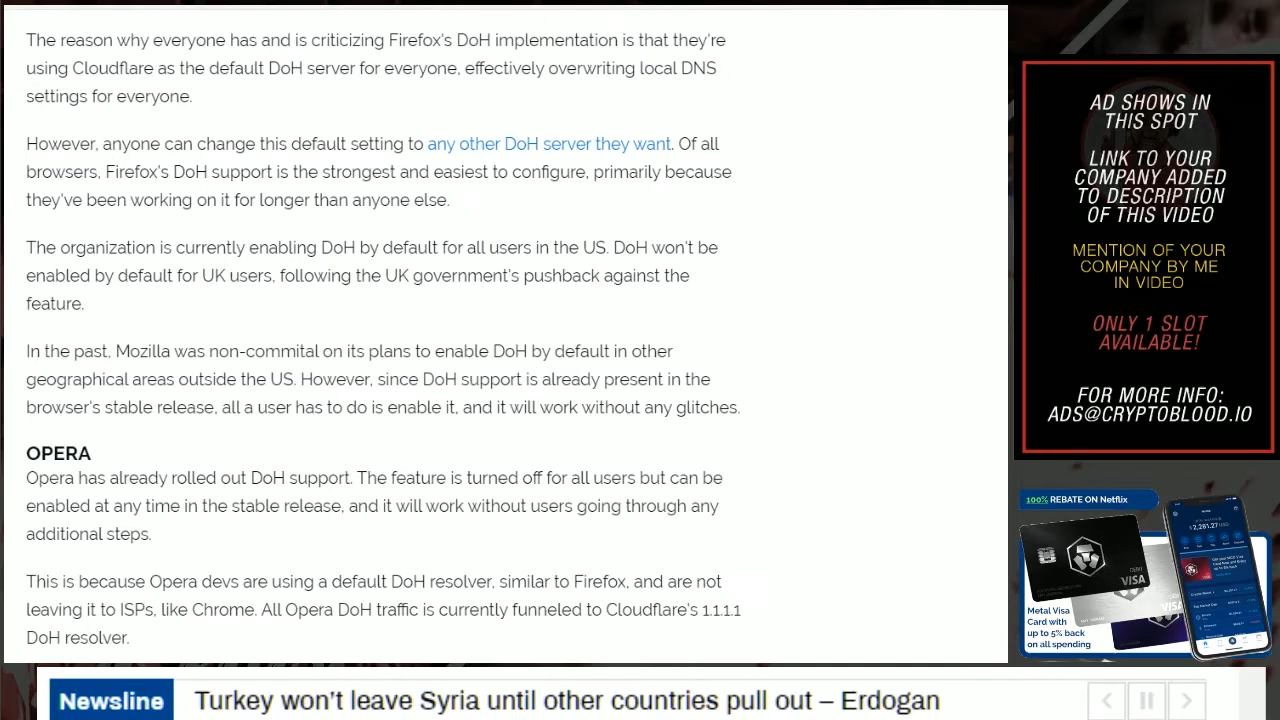 The reason why everyone has and is criticizing Firefox's DoH implementation is that they're
using Cloudflare as the default DoH server for everyone, effectively overwriting local DNS
settings for everyone.
However, anyone can change this default setting to any other DoH server they want. Of all
browsers, Firefox's DoH support is the strongest and easiest to configure, primarily because
they've been working on it for longer than anyone else.
The organization is currently enabling DoH by default for all users in the US. DoH won't be
enabled by default for UK users, following the UK government's pushback against the
feature.
In the past, Mozilla was non-commital on its plans to enable DoH by default in other
geographical areas outside the US. However, since DoH support is already present in the
browser's stable release, all a user has to do is enable it, and it will work without any glitches.
OPERA
Opera has already rolled out DoH support. The feature is turned off for all users but can be
enabled at any time in the stable release, and it will work without users going through any
additional steps.
This is because Opera devs are using a default DoH resolver, similar to Firefox, and are not
leaving it to ISPs, like Chrome. All Opera DoH traffic is currently funneled to Cloudflare's 1.1.1.1
DoH resolver.
AD SHOWS IN
THIS SPOT
LINK TO YOUR
COMPANY ADDED
TO DESCRIPTION
OF THIS VIDEO
MENTION OF YOUR
COMPANY BY ME
IN VIDEO
ONLY 1 SLOT
AVAILABLE!
FOR MORE INFO:
ADS@CRYPTOBLOOD.IO
100% REBATE ON Netflix
DEBIT
VISA
VISA
Metal Visa
Card with
up to 5% back
on all spending
Newsline
Turkey won't leave Syria until other countries pull out – Erdogan